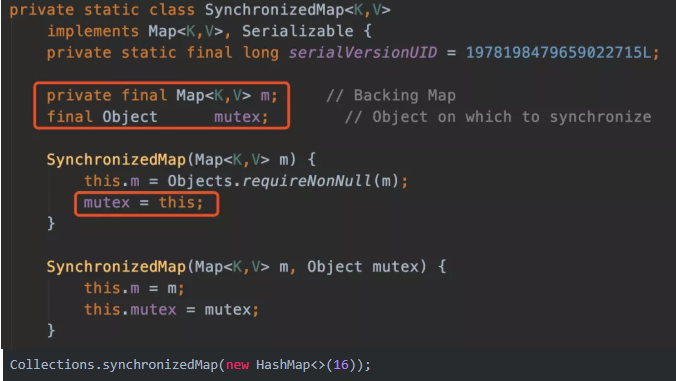 private static class SynchronizedMap<K,V>
implements Map<K,V>, Serializable {
private static final long serialVersionUID = 1978198479659022715L;
private final Map<K,V> m;     // Backing Map
final Object      mutex;        // Object on which to synchronize
SynchronizedMap(Map<K,V> m) {
this.m = Objects.requireNonNull(m);
mutex = this;
}
SynchronizedMap(Map<K,V> m, Object mutex) {
this.m = m;
this.mutex = mutex;
}
Collections.synchronizedMap(new HashMap<>(16));